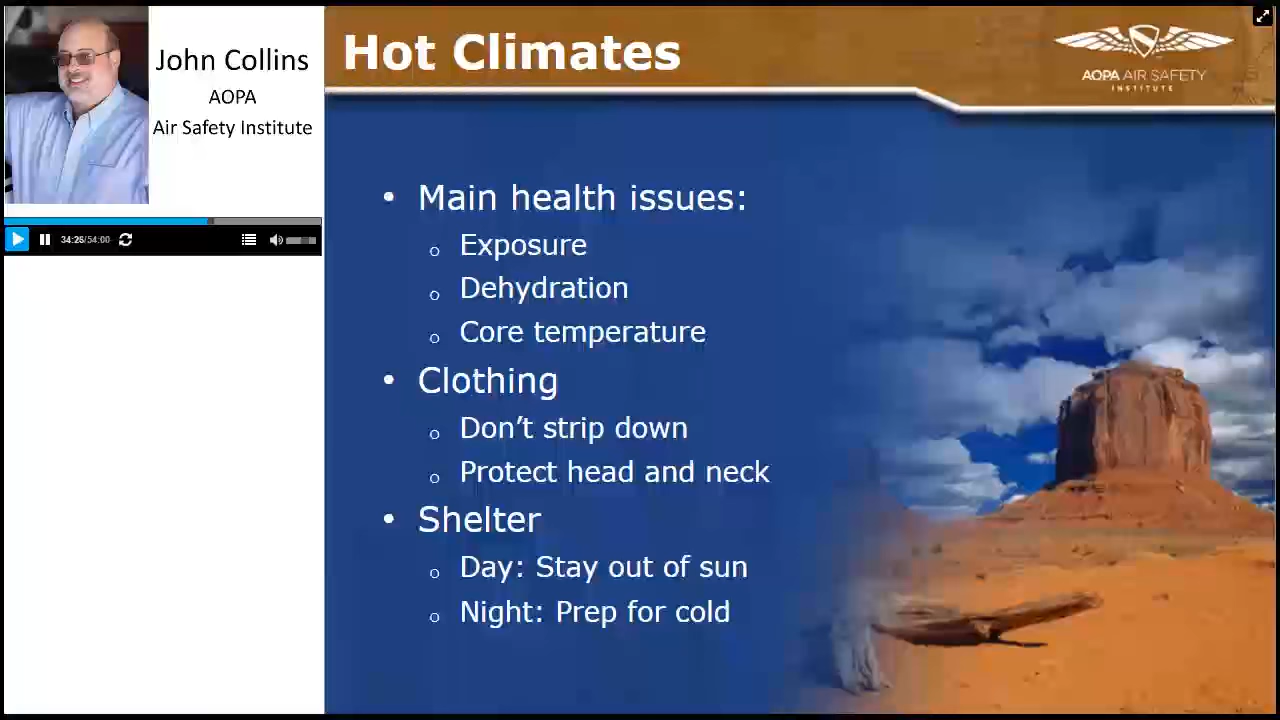 John Collins
AOPA
Air Safety Institute
34:26/54:00
Hot Climates
AOPA AIR SAFETY
INSTITUTE
• Main health issues:
o Exposure
o Dehydration
o Core temperature
• Clothing
o Don’t strip down
o Protect head and neck
• Shelter
o Day: Stay out of sun
o Night: Prep for cold